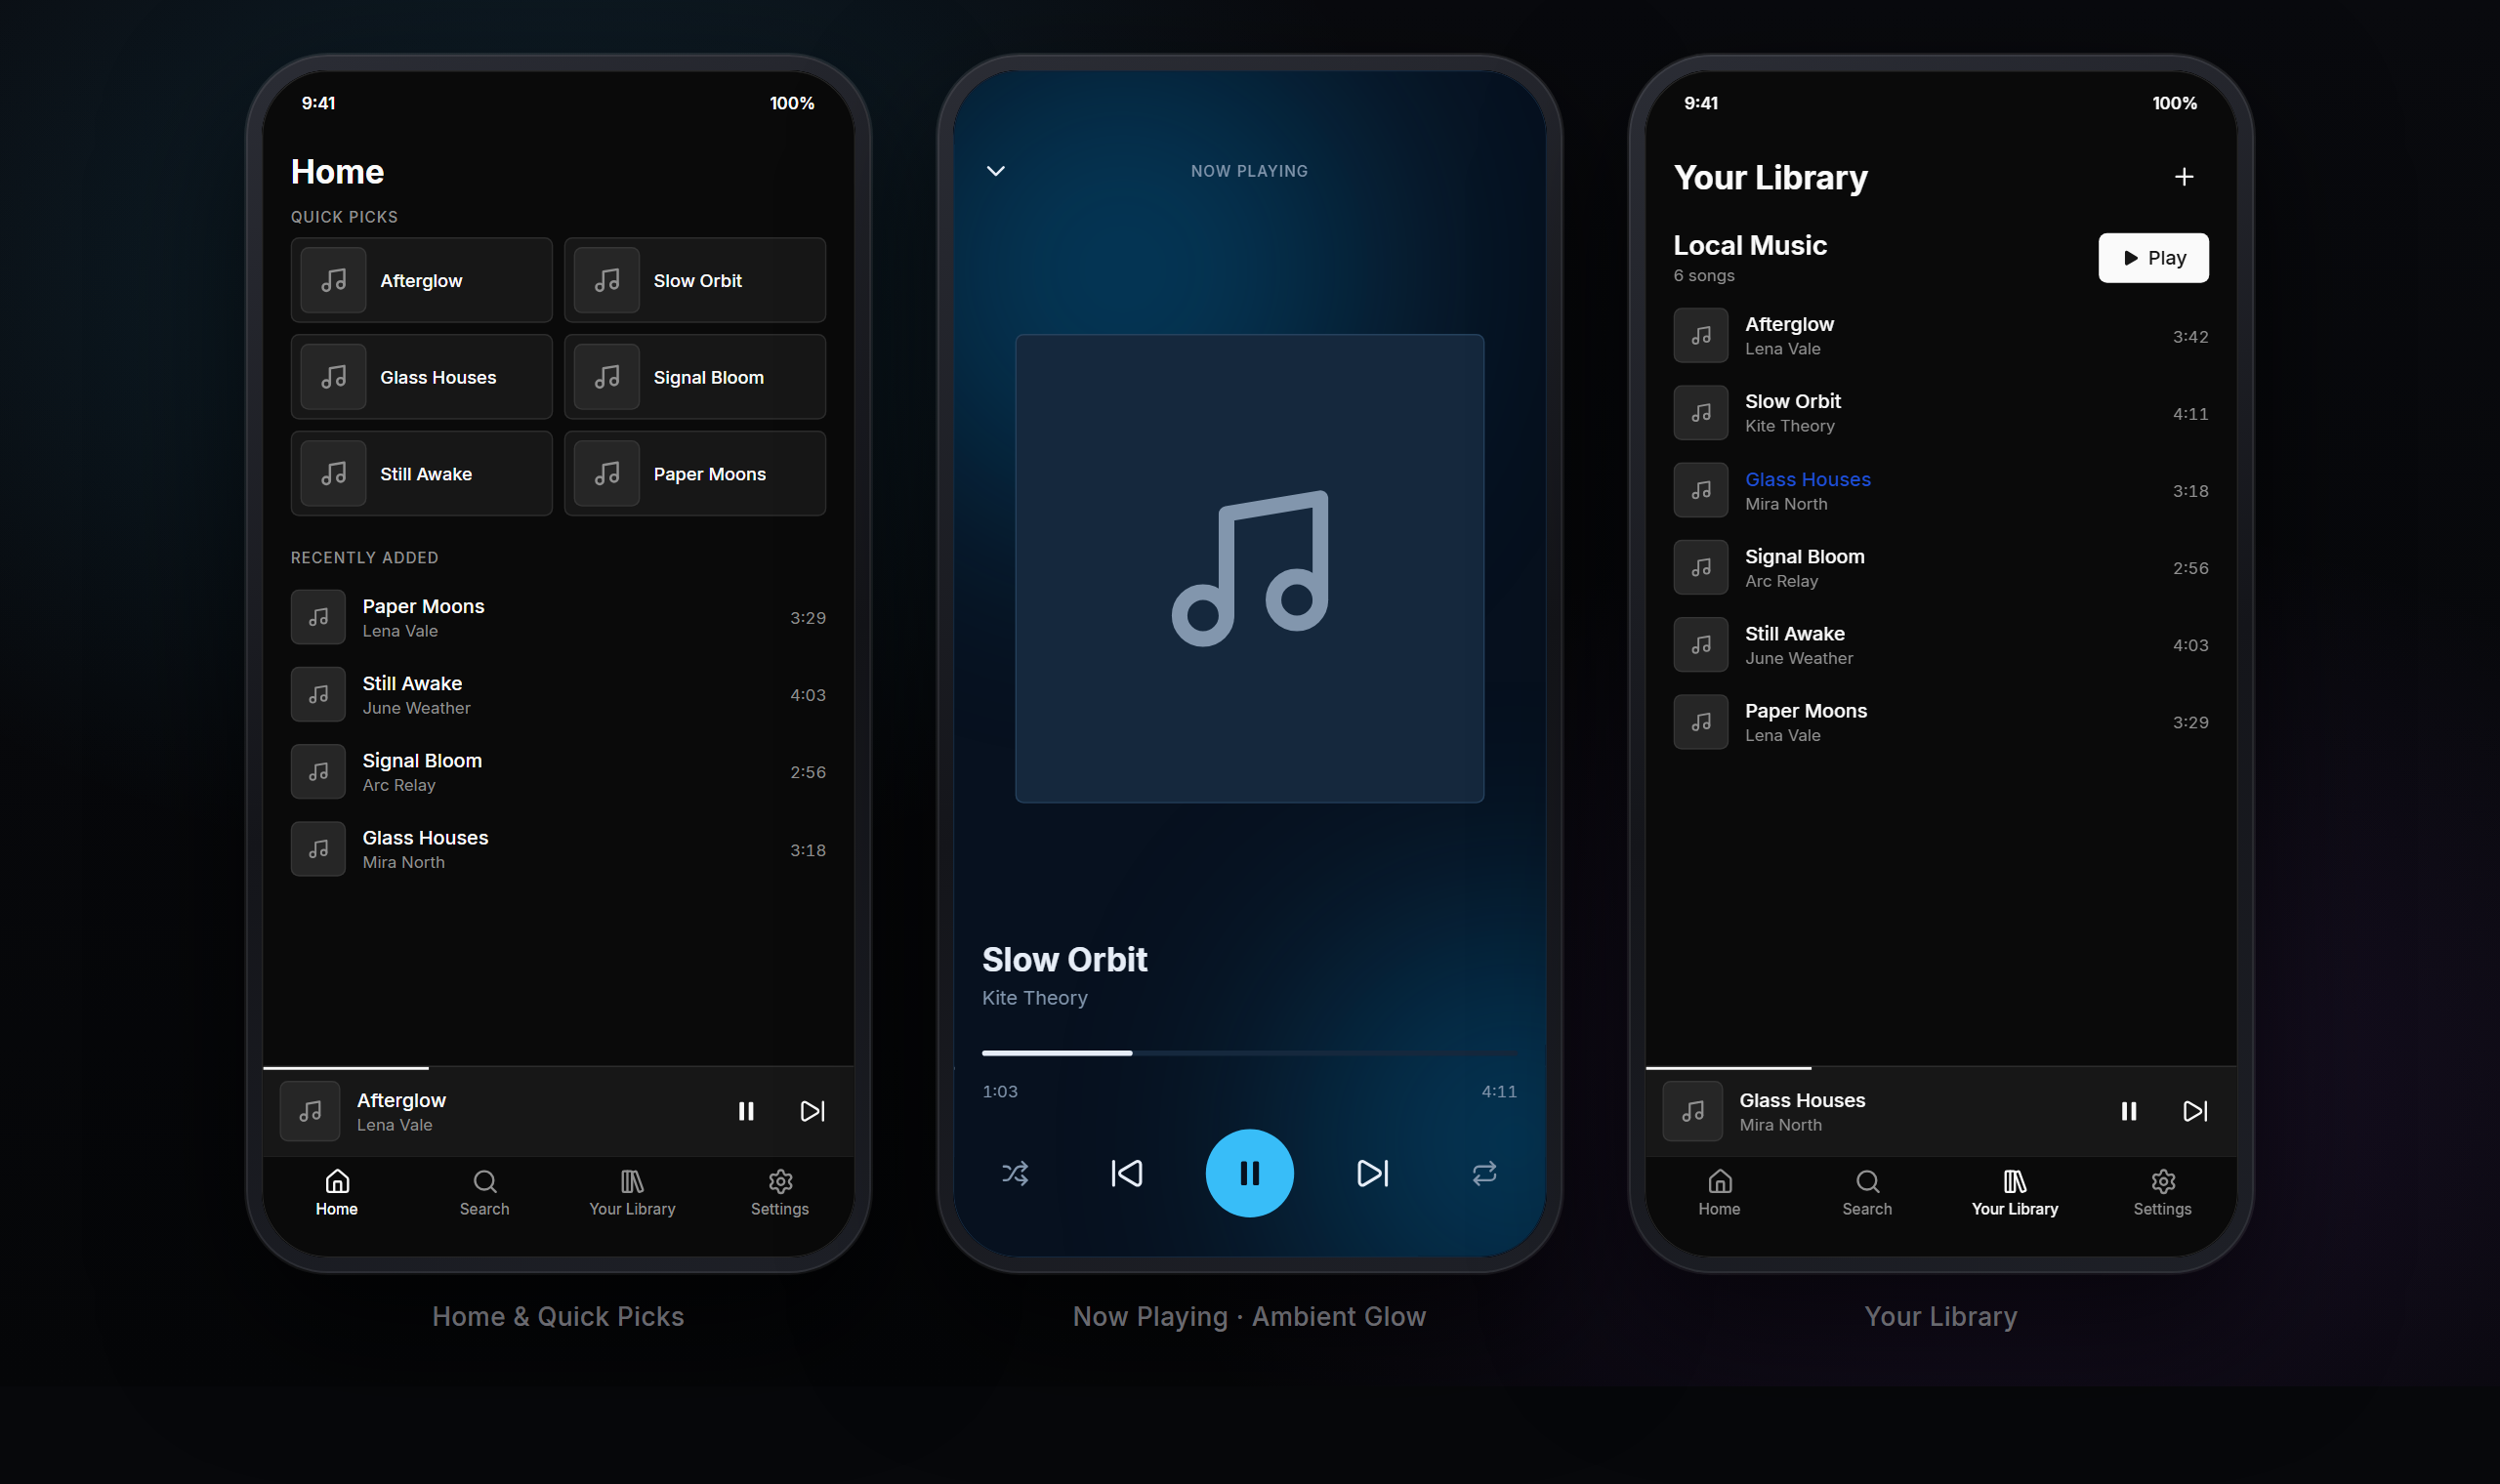 9:41 100%
Home
QUICK PICKS
Afterglow Slow Orbit
Glass Houses Signal Bloom
Still Awake Paper Moons
RECENTLY ADDED
Paper Moons
Lena Vale
3:29
Still Awake
June Weather
4:03
Signal Bloom
Arc Relay
2:56
Glass Houses
Mira North
3:18
Afterglow
Lena Vale
Home Search Your Library Settings
Home & Quick Picks
NOW PLAYING
Slow Orbit
Kite Theory
1:03 4:11
Now Playing · Ambient Glow
9:41 100%
Your Library
Local Music
6 songs
Play
Afterglow
Lena Vale
3:42
Slow Orbit
Kite Theory
4:11
Glass Houses
Mira North
3:18
Signal Bloom
Arc Relay
2:56
Still Awake
June Weather
4:03
Paper Moons
Lena Vale
3:29
Glass Houses
Mira North
Home Search Your Library Settings
Your Library